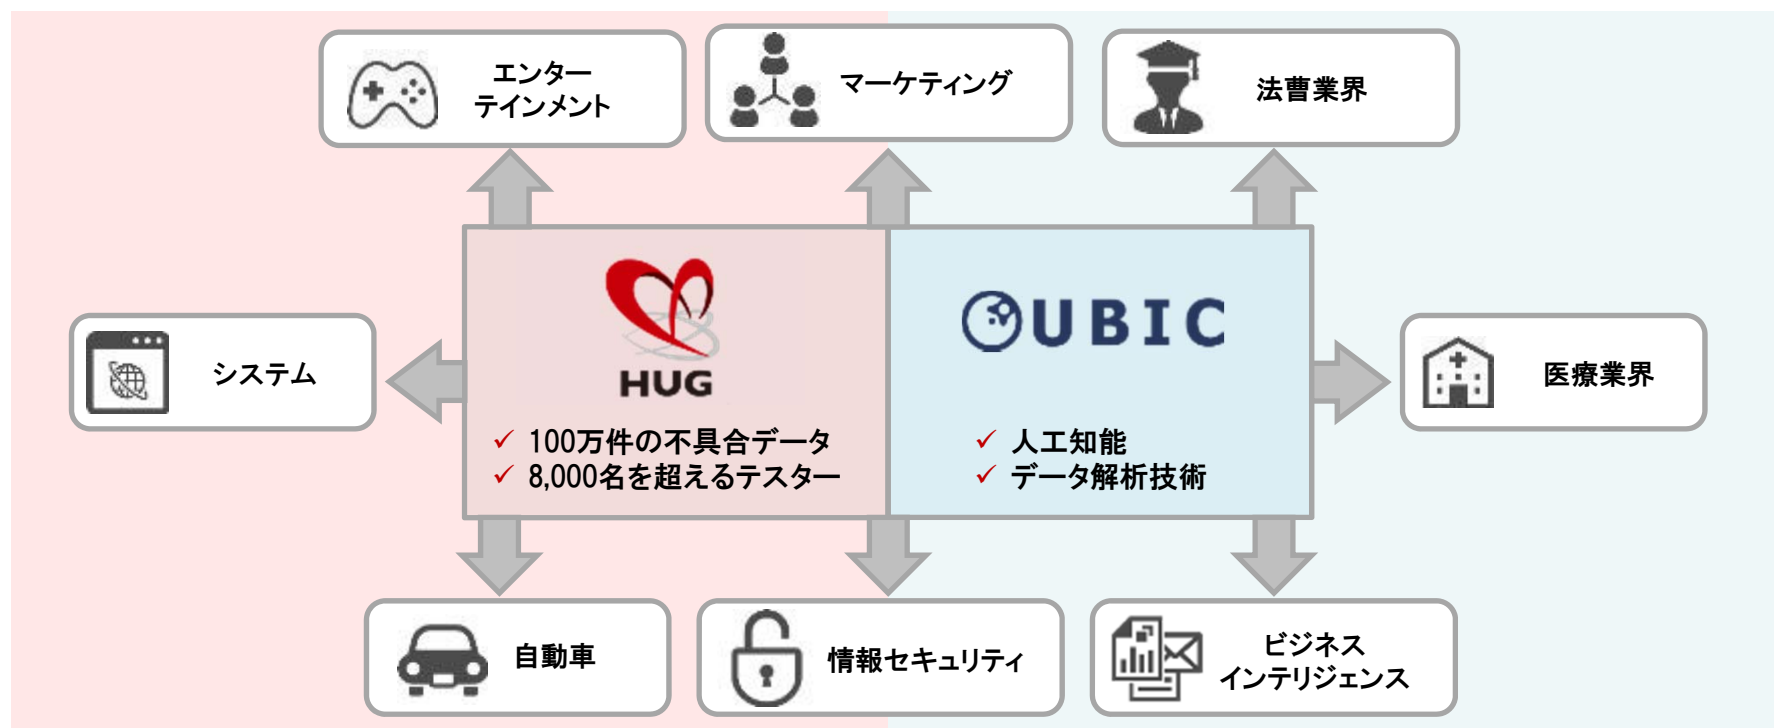 エンター
テインメント
マーケティング
法曹業界
システム
HUG
✓ 100万件の不具合データ
✓ 8,000名を超えるテスター
UBIC
✓ 人工知能
✓ データ解析技術
医療業界
自動車
情報セキュリティ
ビジネス
インテリジェンス